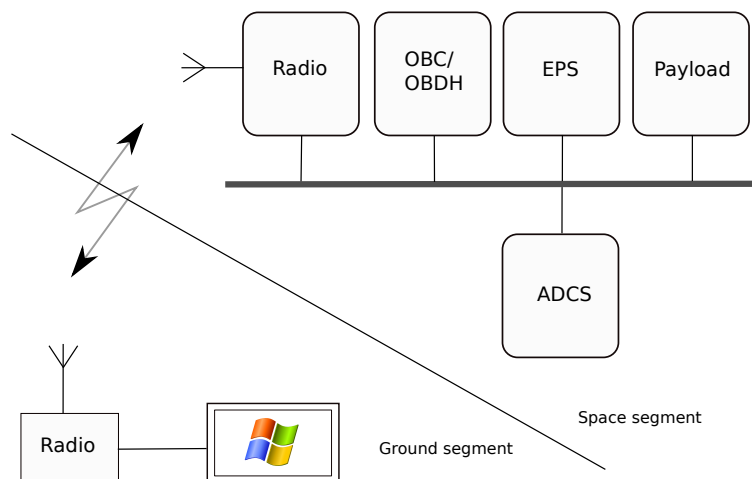 Radio
OBC/
OBDH
EPS
Payload
ADCS
Space segment
Radio
Ground segment